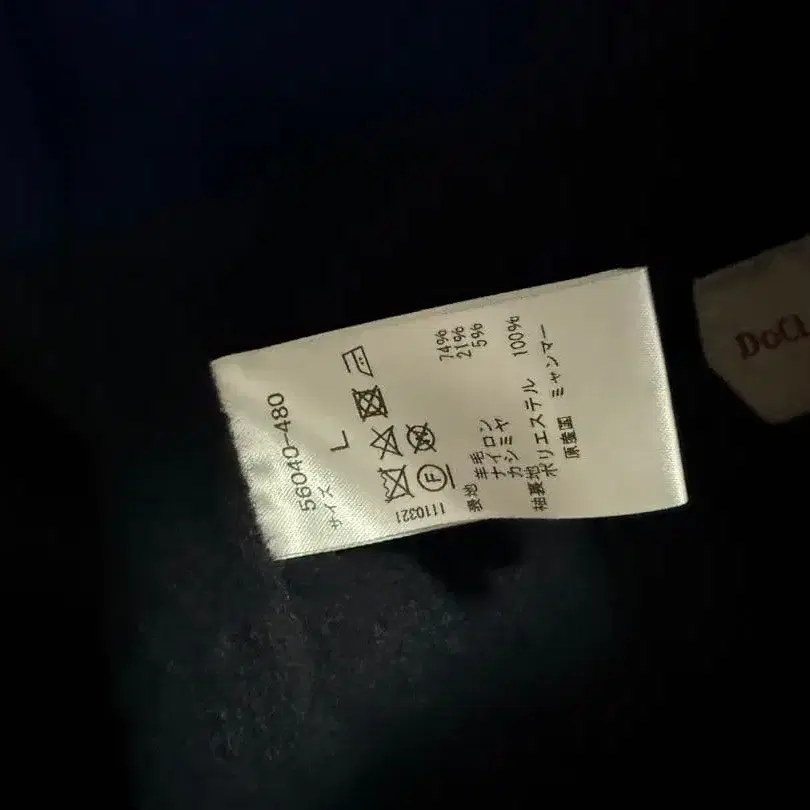 56040-480
サイズ L
1110321
表地 羊毛 74%
ナイロン 21%
カシミヤ 5%
袖裏地
ポリエステル 100%
原産国 ミャンマー
DoCl